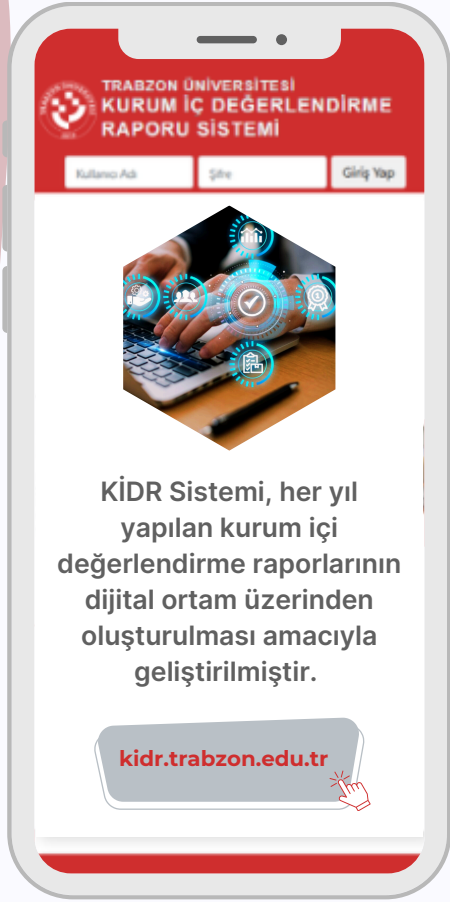 TRABZON ÜNİVERSİTESİ
KURUM İÇ DEĞERLENDİRME
RAPORU SİSTEMİ
Kullanıcı Adı
Şifre
Giriş Yap
KİDR Sistemi, her yıl
yapılan kurum içi
değerlendirme raporlarının
dijital ortam üzerinden
oluşturulması amacıyla
geliştirilmiştir.
kidr.trabzon.edu.tr